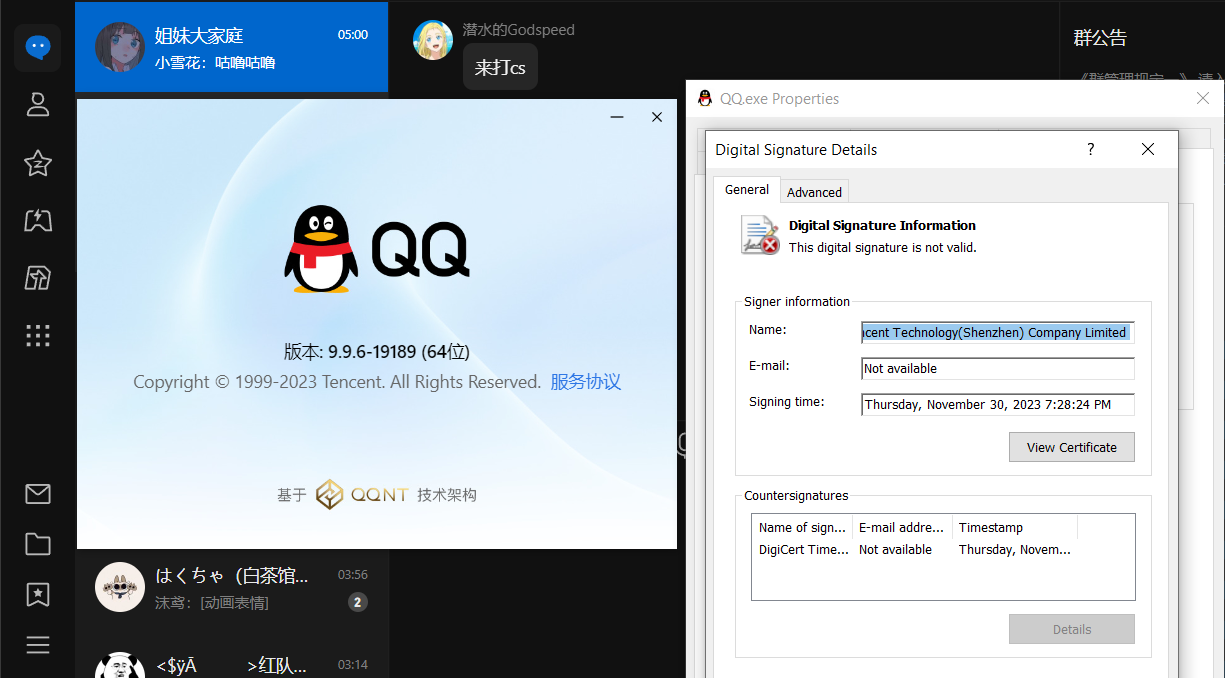 姐妹大家庭
05:00
小雪花：咕噜咕噜
潜水的Godspeed
来打cs
群公告
QQ.exe Properties
Digital Signature Details
?
General
Advanced
Digital Signature Information
This digital signature is not valid.
Signer information
Name:
cent Technology(Shenzhen) Company Limited
E-mail:
Not available
Signing time:
Thursday, November 30, 2023 7:28:24 PM
View Certificate
Countersignatures
Name of sign...
E-mail addre...
Timestamp
DigiCert Time...
Not available
Thursday, Novem...
Details
QQ
版本: 9.9.6-19189 (64位)
Copyright © 1999-2023 Tencent. All Rights Reserved. 服务协议
基于 QQNT 技术架构
はくちゃ（白茶馆...
03:56
沫鸢：[动画表情]
2
<$ÿĀ >红队...
03:14